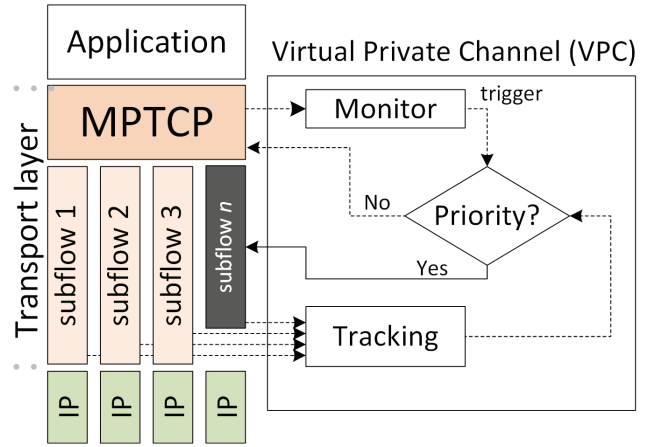 Application
Virtual Private Channel (VPC)
Transport layer
MPTCP
Monitor
trigger
No
Priority?
Yes
subflow 1
subflow 2
subflow 3
subflow n
Tracking
IP
IP
IP
IP